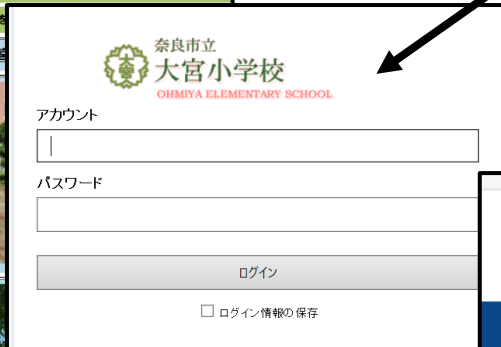 奈良市立
大宮小学校
OHMIYA ELEMENTARY SCHOOL
アカウント
パスワード
ログイン
ログイン情報の保存